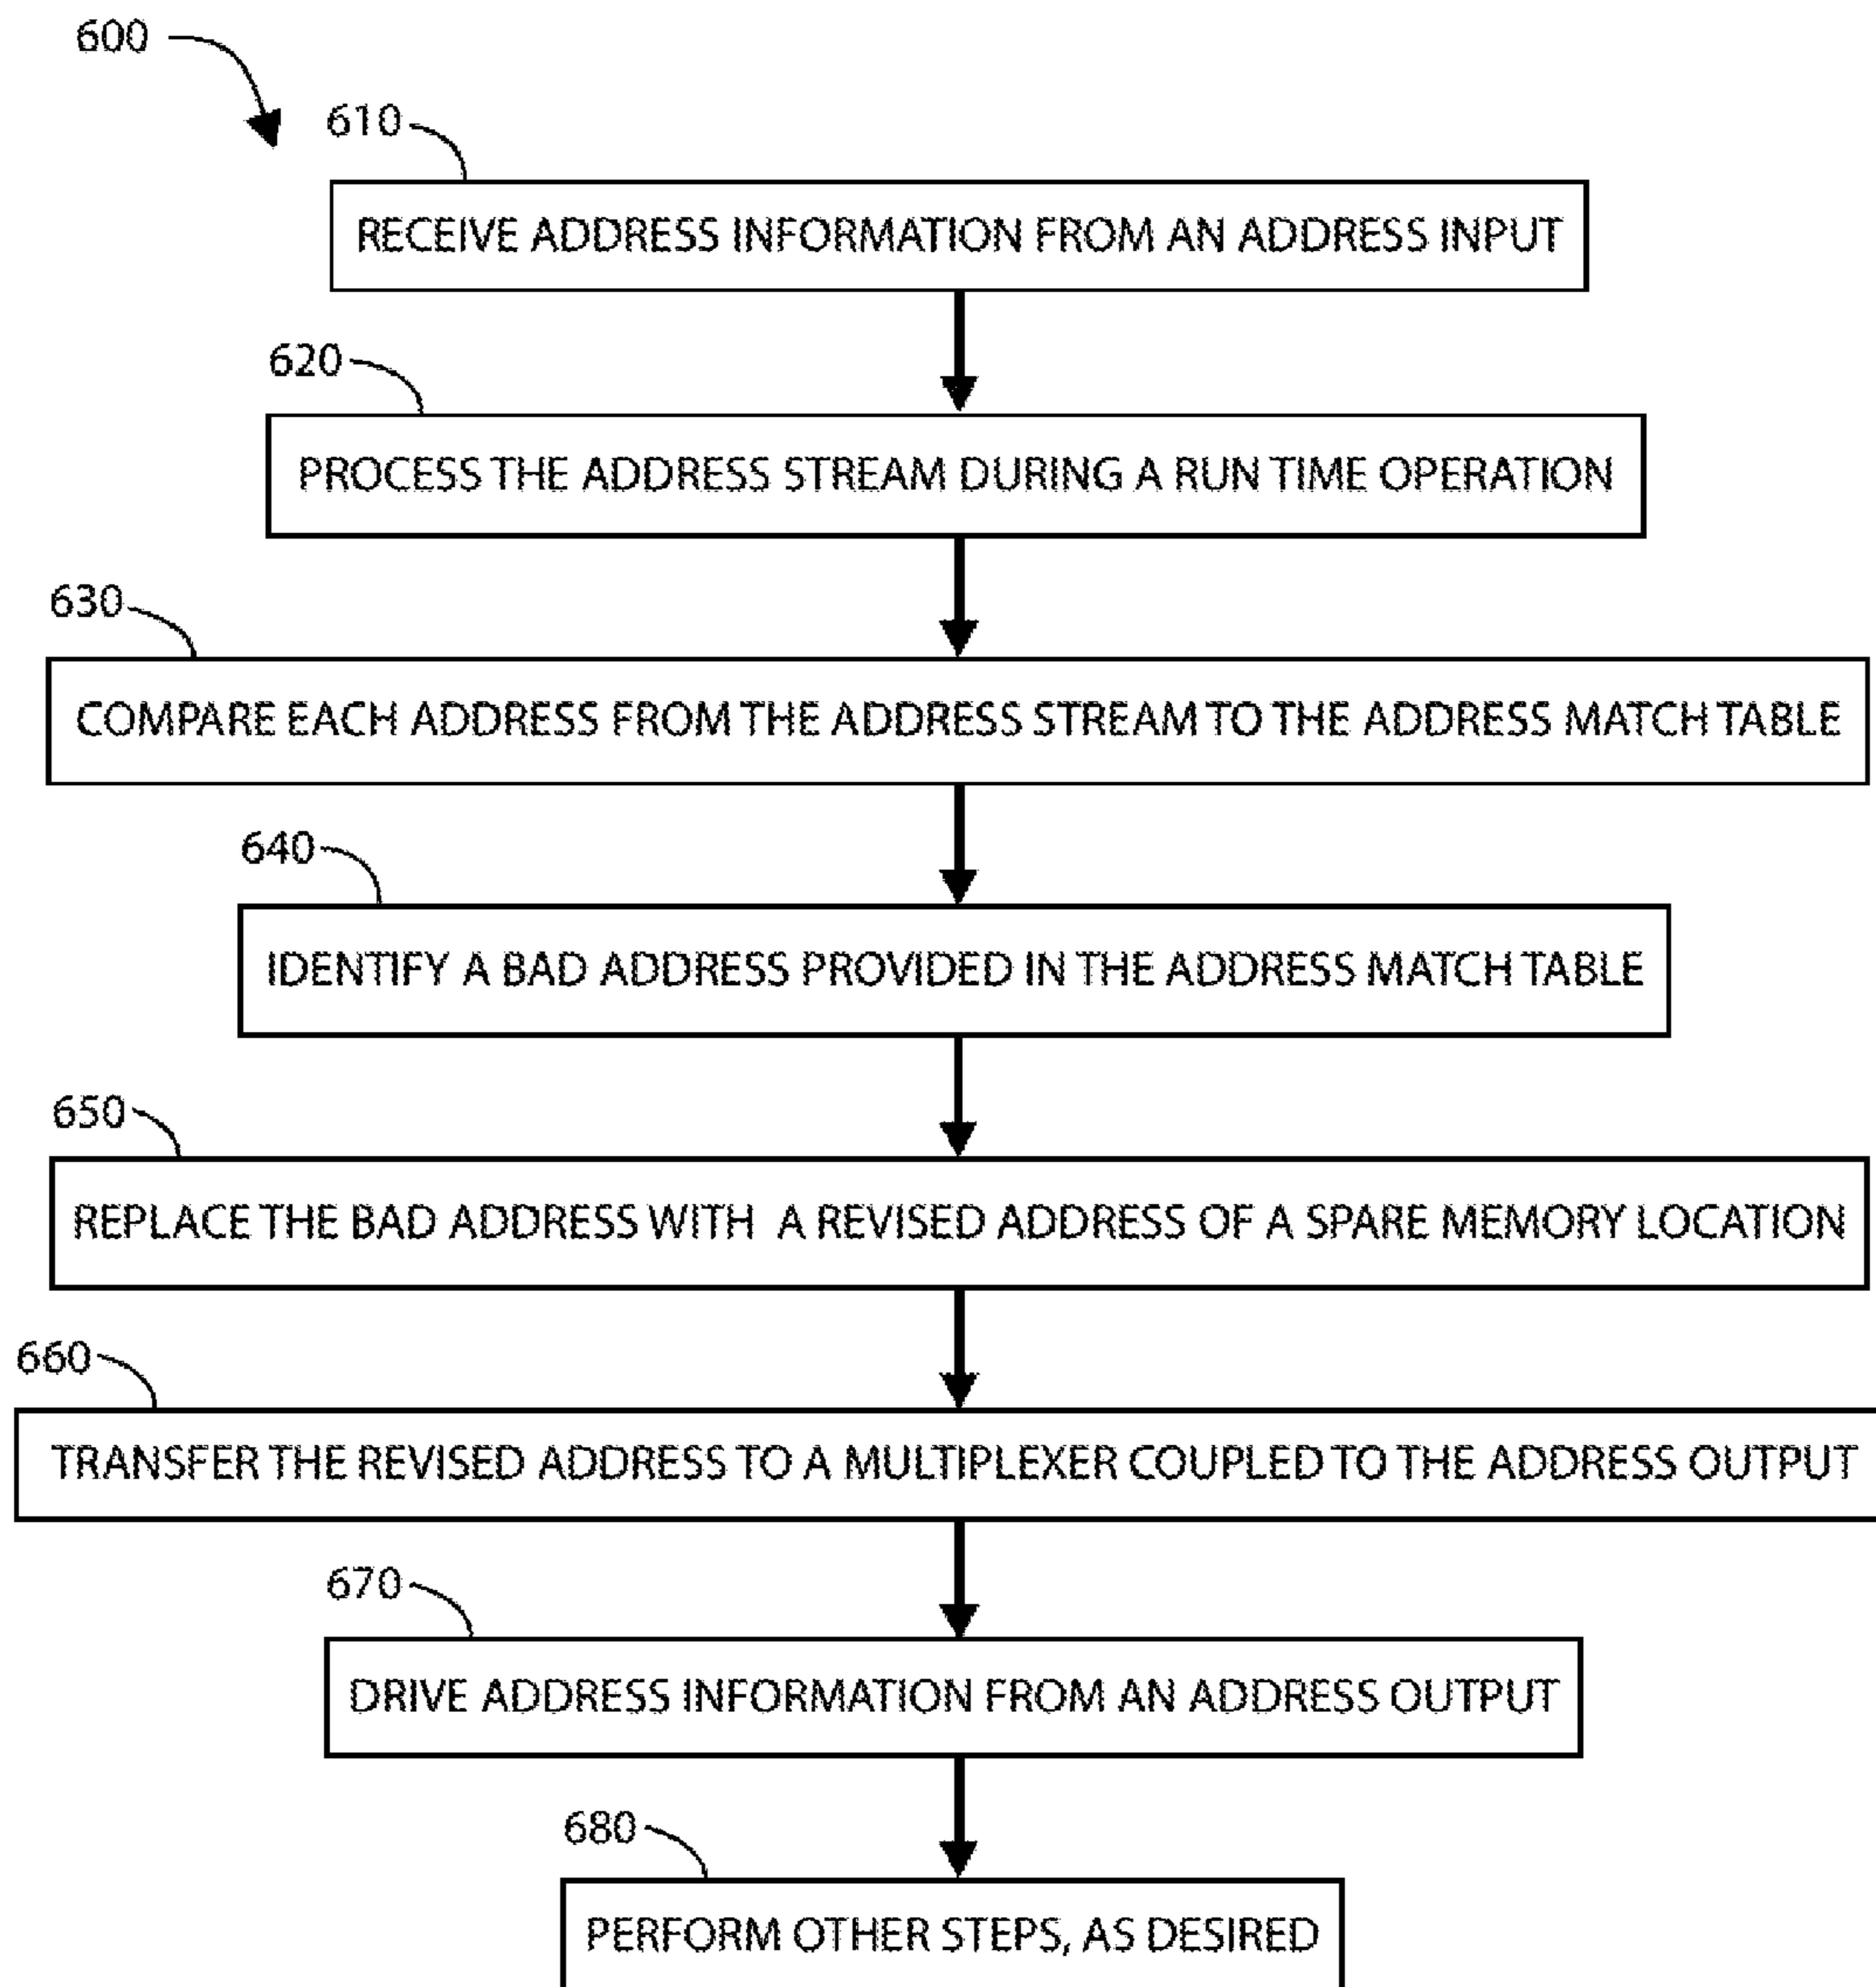 600
610
RECEIVE ADDRESS INFORMATION FROM AN ADDRESS INPUT
620
PROCESS THE ADDRESS STREAM DURING A RUN TIME OPERATION
630
COMPARE EACH ADDRESS FROM THE ADDRESS STREAM TO THE ADDRESS MATCH TABLE
640
IDENTIFY A BAD ADDRESS PROVIDED IN THE ADDRESS MATCH TABLE
650
REPLACE THE BAD ADDRESS WITH A REVISED ADDRESS OF A SPARE MEMORY LOCATION
660
TRANSFER THE REVISED ADDRESS TO A MULTIPLEXER COUPLED TO THE ADDRESS OUTPUT
670
DRIVE ADDRESS INFORMATION FROM AN ADDRESS OUTPUT
680
PERFORM OTHER STEPS, AS DESIRED